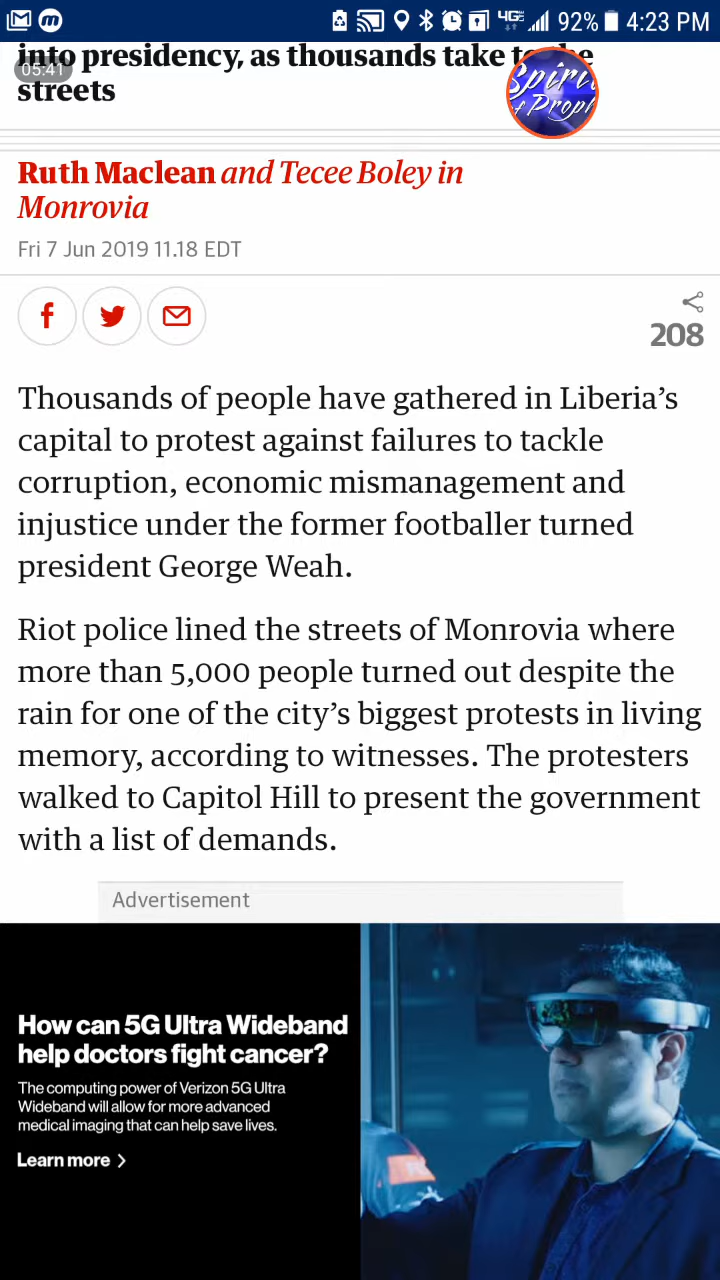 4GE 92% 4:23 PM
into presidency, as thousands take to the
05:41
streets
Spirit
of Proph
Ruth Maclean and Tecee Boley in
Monrovia
Fri 7 Jun 2019 11.18 EDT
208
Thousands of people have gathered in Liberia’s
capital to protest against failures to tackle
corruption, economic mismanagement and
injustice under the former footballer turned
president George Weah.
Riot police lined the streets of Monrovia where
more than 5,000 people turned out despite the
rain for one of the city’s biggest protests in living
memory, according to witnesses. The protesters
walked to Capitol Hill to present the government
with a list of demands.
Advertisement
How can 5G Ultra Wideband
help doctors fight cancer?
The computing power of Verizon 5G Ultra
Wideband will allow for more advanced
medical imaging that can help save lives.
Learn more